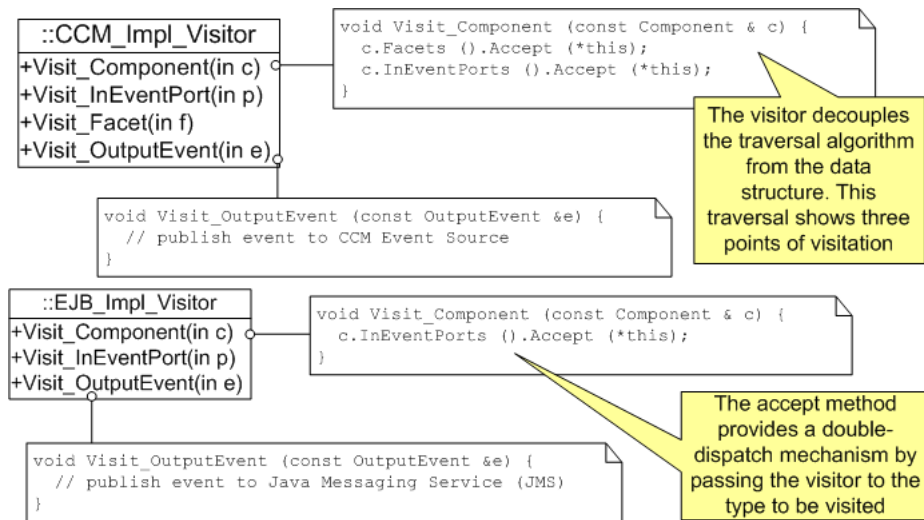 ::CCM_Impl_Visitor
+Visit_Component(in c)
+Visit_InEventPort(in p)
+Visit_Facet(in f)
+Visit_OutputEvent(in e)
void Visit_Component (const Component & c) {
c.Facets ().Accept (*this);
c.InEventPorts ().Accept (*this);
}
The visitor decouples
the traversal algorithm
from the data
structure. This
traversal shows three
points of visitation
void Visit_OutputEvent (const OutputEvent &e) {
// publish event to CCM Event Source
}
::EJB_Impl_Visitor
+Visit_Component(in c)
+Visit_InEventPort(in p)
+Visit_OutputEvent(in e)
void Visit_Component (const Component & c) {
c.InEventPorts ().Accept (*this);
}
The accept method
provides a double-
dispatch mechanism by
passing the visitor to the
type to be visited
void Visit_OutputEvent (const OutputEvent &e) {
// publish event to Java Messaging Service (JMS)
}